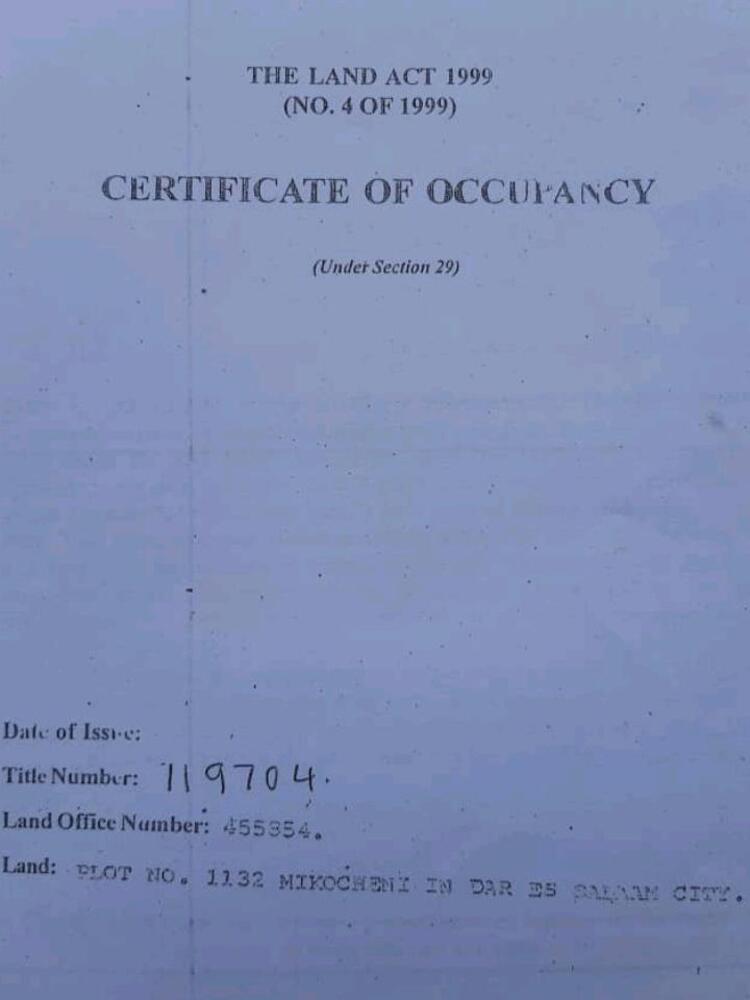 THE LAND ACT 1999
(NO. 4 OF 1999)
CERTIFICATE OF OCCUPANCY
(Under Section 29)
Date of Issue:
Title Number: 119704.
Land Office Number: 455354.
Land: PLOT NO. 1132 MIKOCHENI IN DAR ES SALAAM CITY.